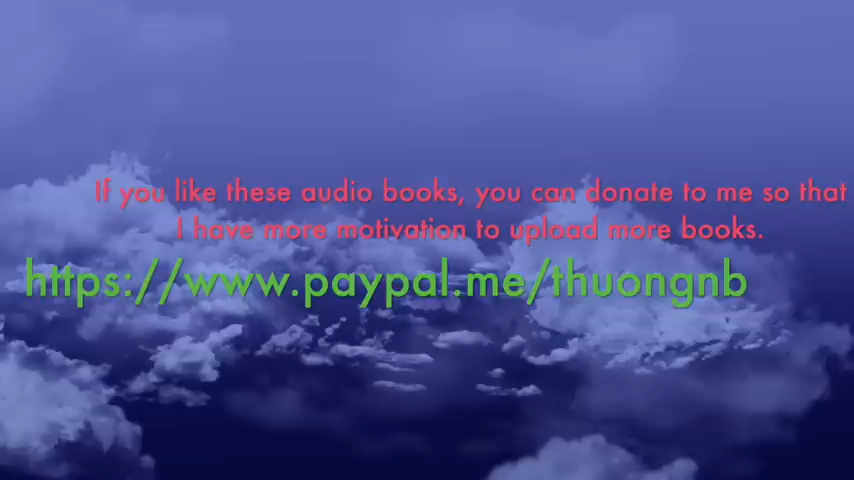 If you like these audio books, you can donate to me so that
I have more motivation to upload more books.
https://www.paypal.me/thuongnb